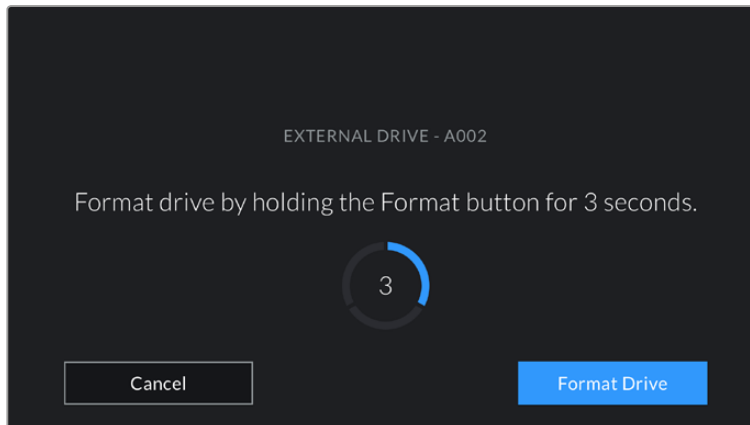 EXTERNAL DRIVE - A002
Format drive by holding the Format button for 3 seconds.
3
Cancel
Format Drive